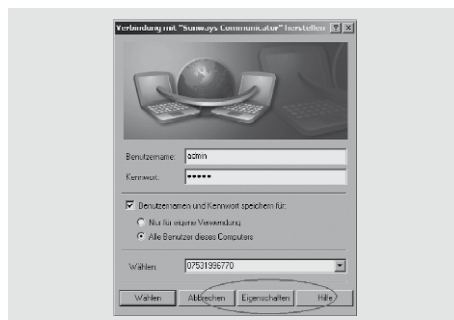 Verbindung mit "Sunways Communicator" herstellen
Benutzername: admin
Kennwort: •••••
Benutzernamen und Kennwort speichern für:
Nur für eigene Verwendung
Alle Benutzer dieses Computers
Wählen: 07531996770
Wählen Abbrechen Eigenschaften Hilfe